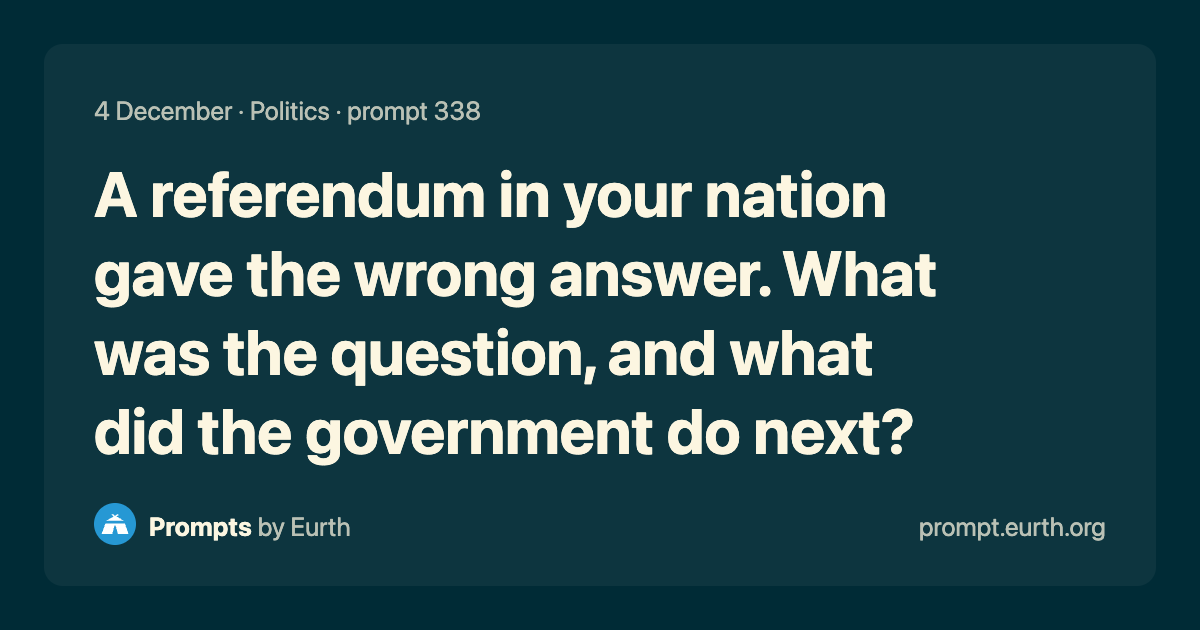 4 December · Politics · prompt 338
A referendum in your nation
gave the wrong answer. What
was the question, and what
did the government do next?
Prompts by Eurth
prompt.eurth.org